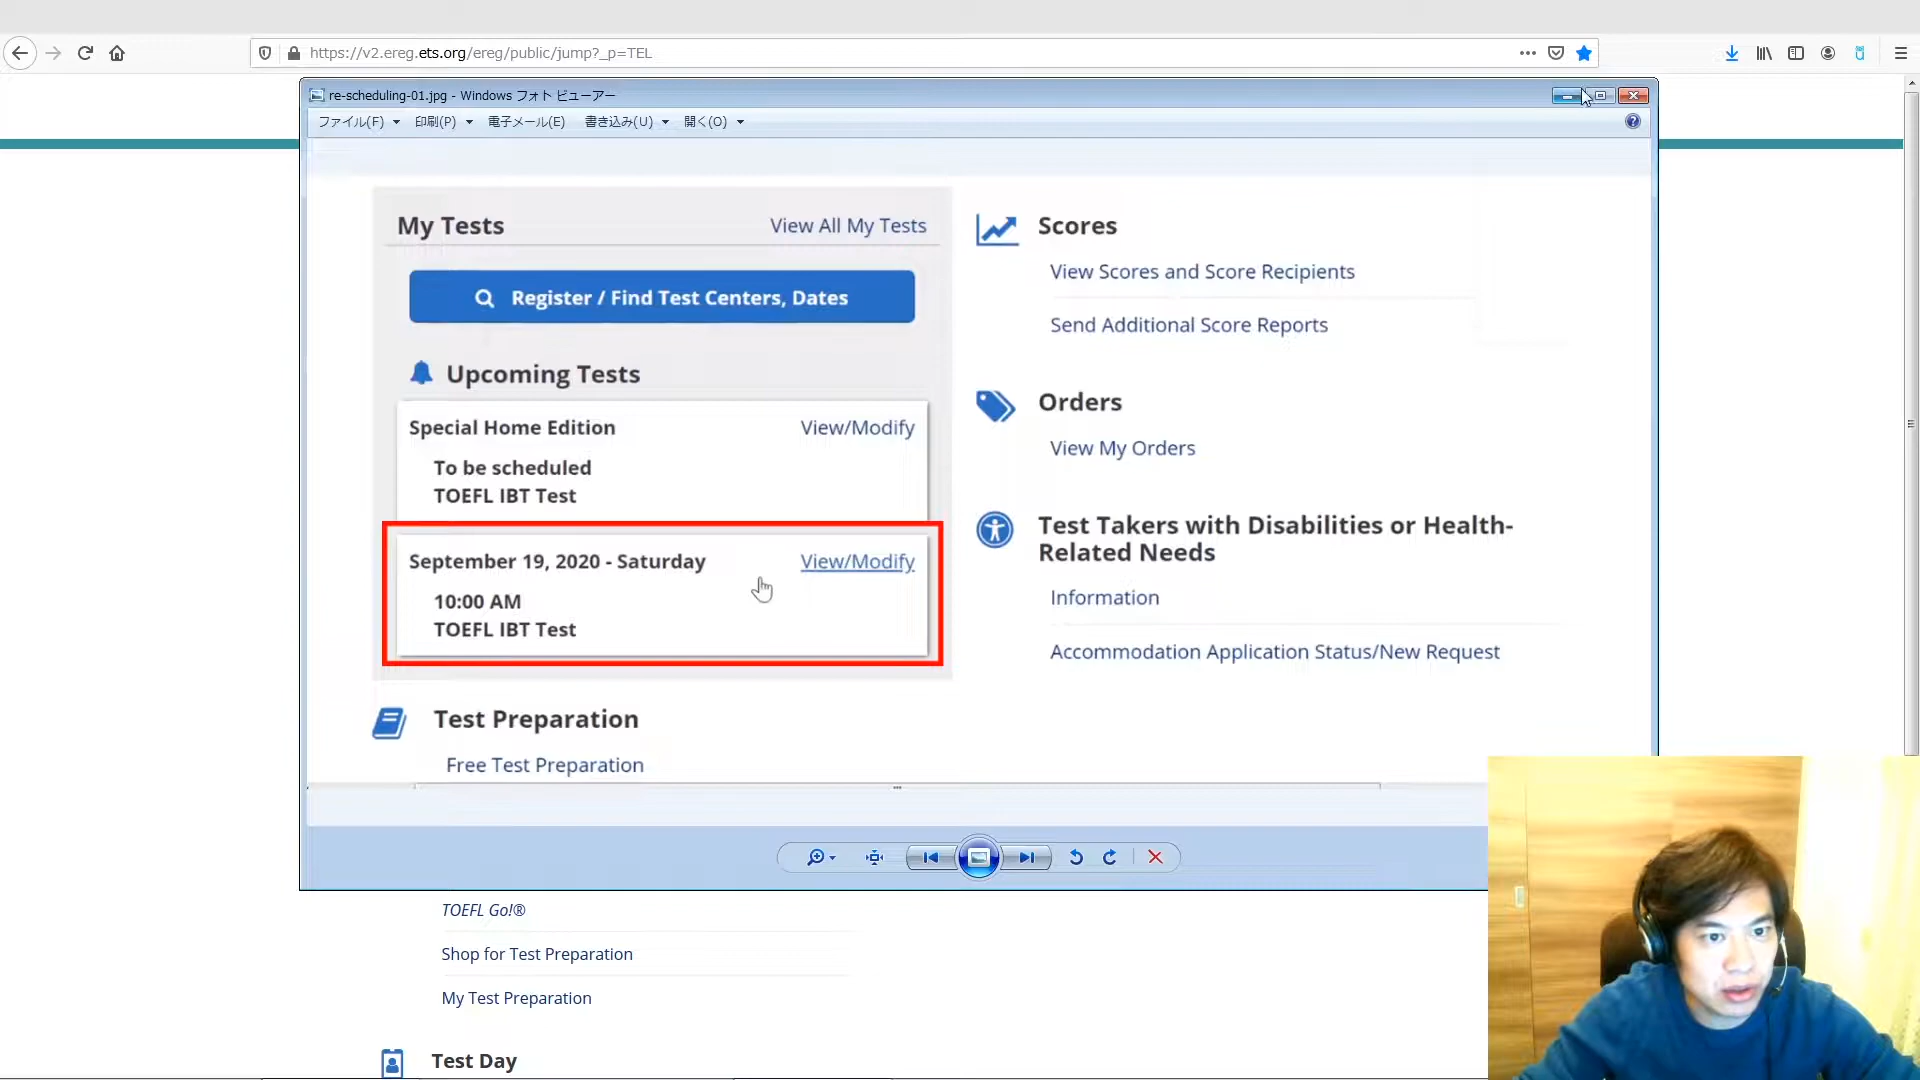 https://v2.ereg.ets.org/ereg/public/jump?_p=TEL
re-scheduling-01.jpg - Windows フォト ビューアー
ファイル(F) 印刷(P) 電子メール(E) 書き込み(U) 開く(O)
My Tests
View All My Tests
Register / Find Test Centers, Dates
Upcoming Tests
Special Home Edition
View/Modify
To be scheduled
TOEFL IBT Test
September 19, 2020 - Saturday
View/Modify
10:00 AM
TOEFL IBT Test
Test Preparation
Free Test Preparation
Scores
View Scores and Score Recipients
Send Additional Score Reports
Orders
View My Orders
Test Takers with Disabilities or Health-
Related Needs
Information
Accommodation Application Status/New Request
TOEFL Go!®
Shop for Test Preparation
My Test Preparation
Test Day